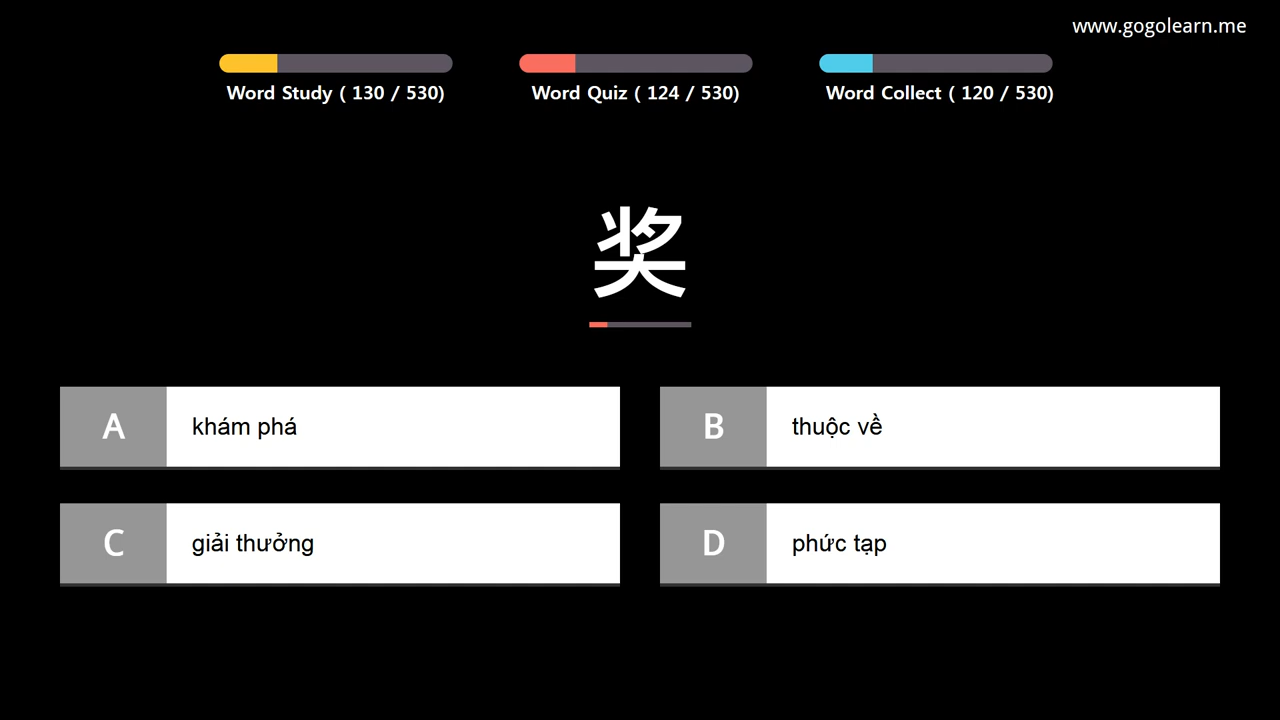 www.gogolearn.me
Word Study ( 130 / 530)
Word Quiz ( 124 / 530)
Word Collect ( 120 / 530)
奖
A
khám phá
B
thuộc về
C
giải thưởng
D
phức tạp